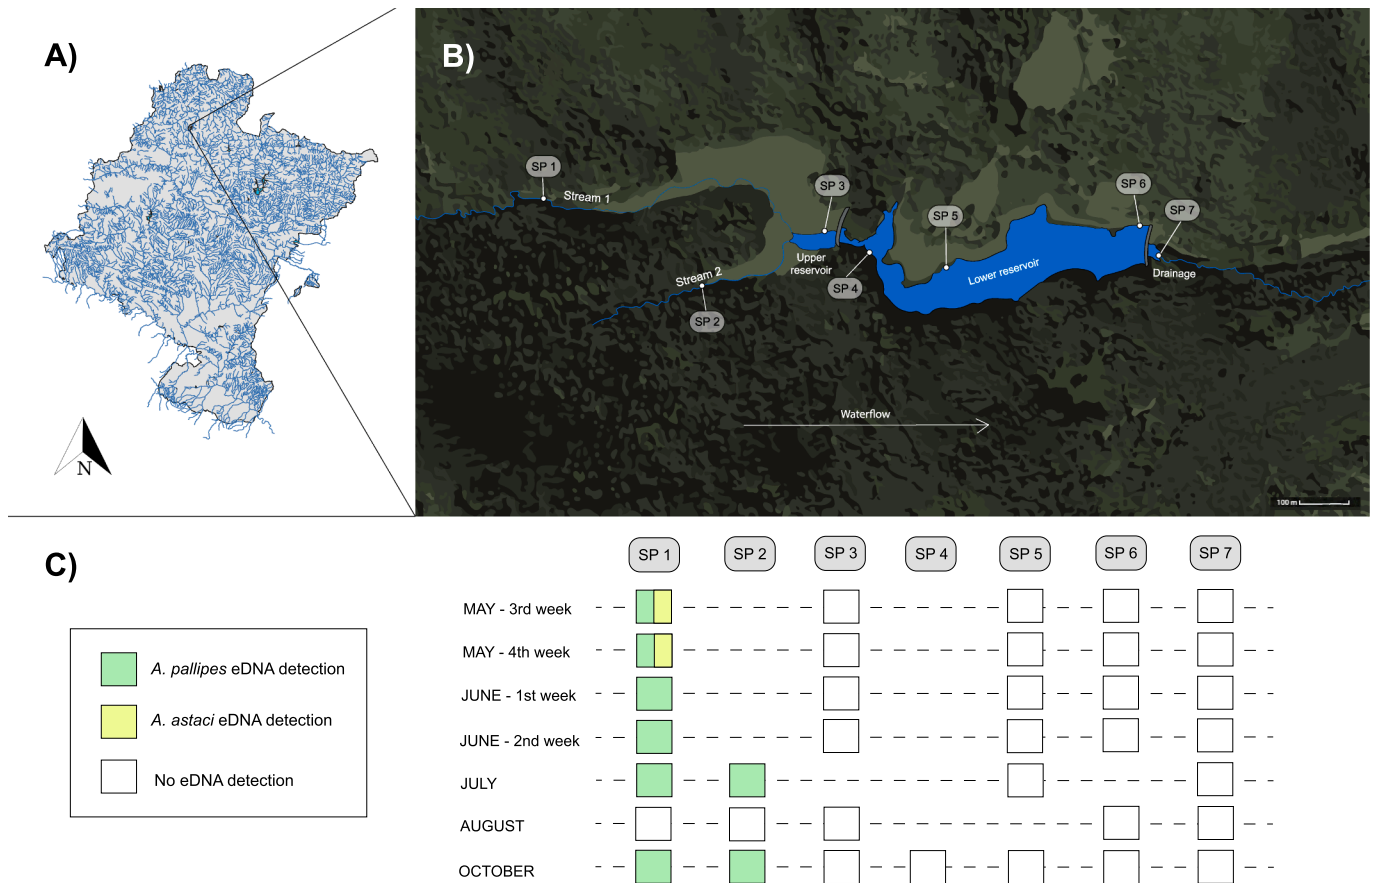 A)
N
B)
SP 1
Stream 1
SP 3
SP 6
SP 5
SP 7
Upper
reservoir
Stream 2
SP 4
Lower reservoir
Drainage
SP 2
Waterflow
100 m
C)
A. pallipes eDNA detection
A. astaci eDNA detection
No eDNA detection
SP 1 SP 2 SP 3 SP 4 SP 5 SP 6 SP 7
MAY - 3rd week
MAY - 4th week
JUNE - 1st week
JUNE - 2nd week
JULY
AUGUST
OCTOBER